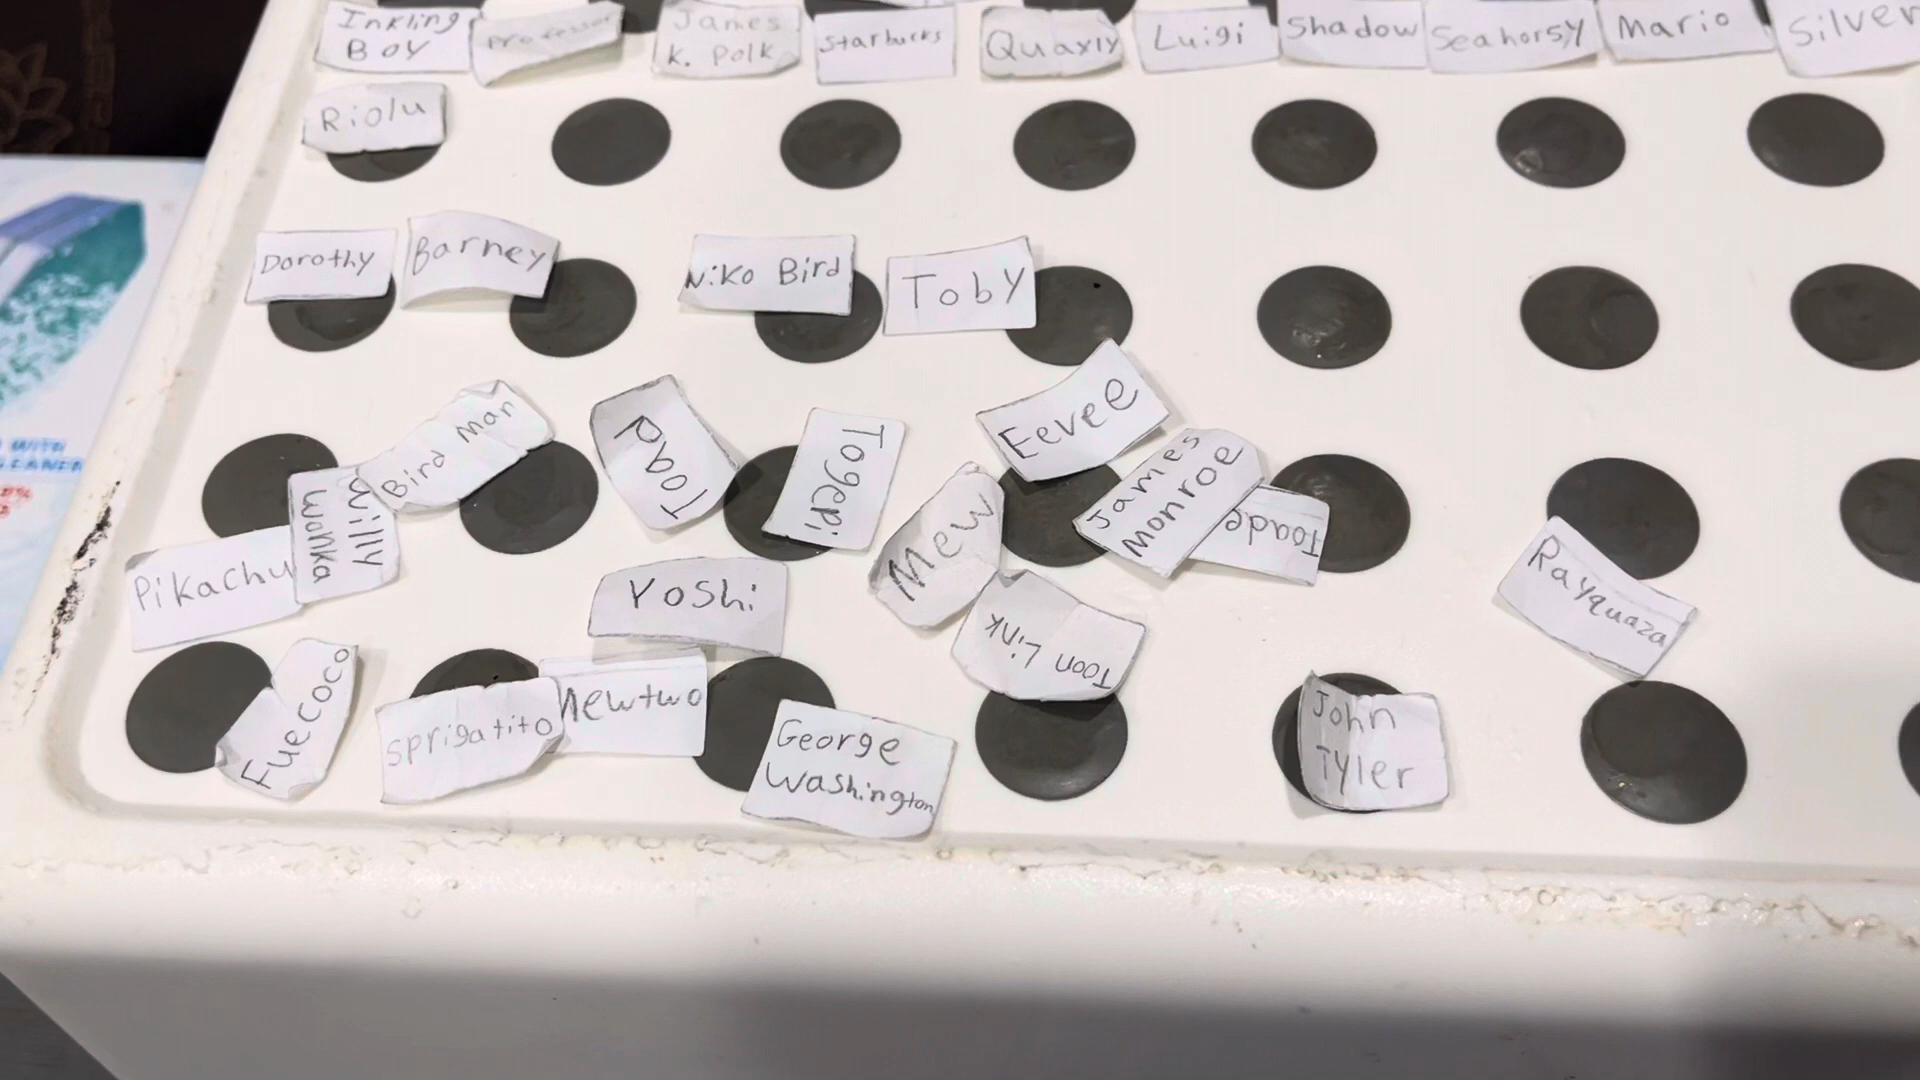 Inkling
Boy
Professor
James
K. Polk
Starbucks
Quaxly
Luigi
Shadow
Seahorsy
Mario
Silver
Riolu
Dorothy
Barney
Niko Bird
Toby
Bird Man
Toad
Togepi
Eevee
James
Monroe
Toade
Mew
Willy
Wonka
Pikachu
Yoshi
Toon Link
Rayquaza
Fuecoco
Sprigatito
Mewtwo
George
Washington
John
Tyler
WITH